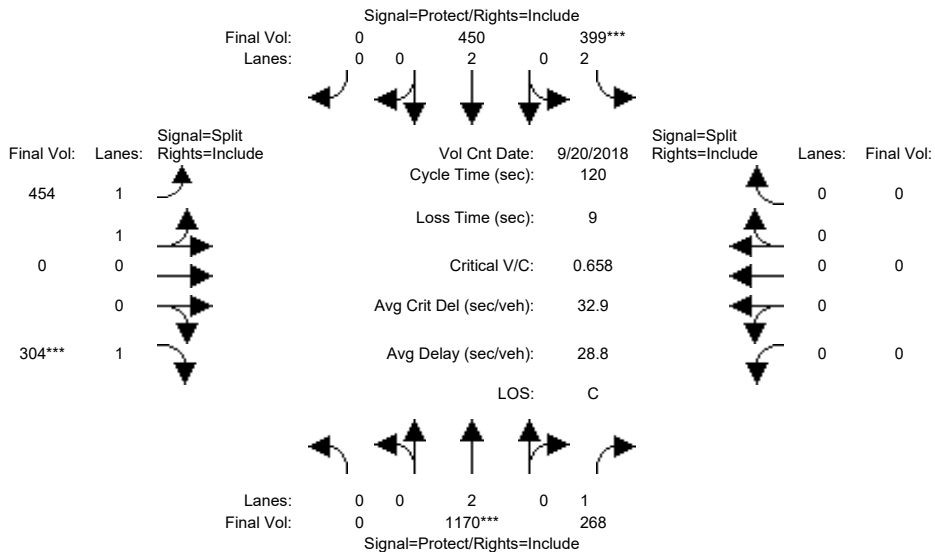 Signal=Protect/Rights=Include
Final Vol: 0 450 399***
Lanes: 0 0 2 0 2
Signal=Split Signal=Split
Final Vol: Lanes: Rights=Include Vol Cnt Date: 9/20/2018 Rights=Include Lanes: Final Vol:
Cycle Time (sec): 120
454 1 0 0
Loss Time (sec): 9
1 0
0 0 Critical V/C: 0.658 0 0
0 Avg Crit Del (sec/veh): 32.9 0
304*** 1 Avg Delay (sec/veh): 28.8 0 0
LOS: C
Lanes: 0 0 2 0 1
Final Vol: 0 1170*** 268
Signal=Protect/Rights=Include